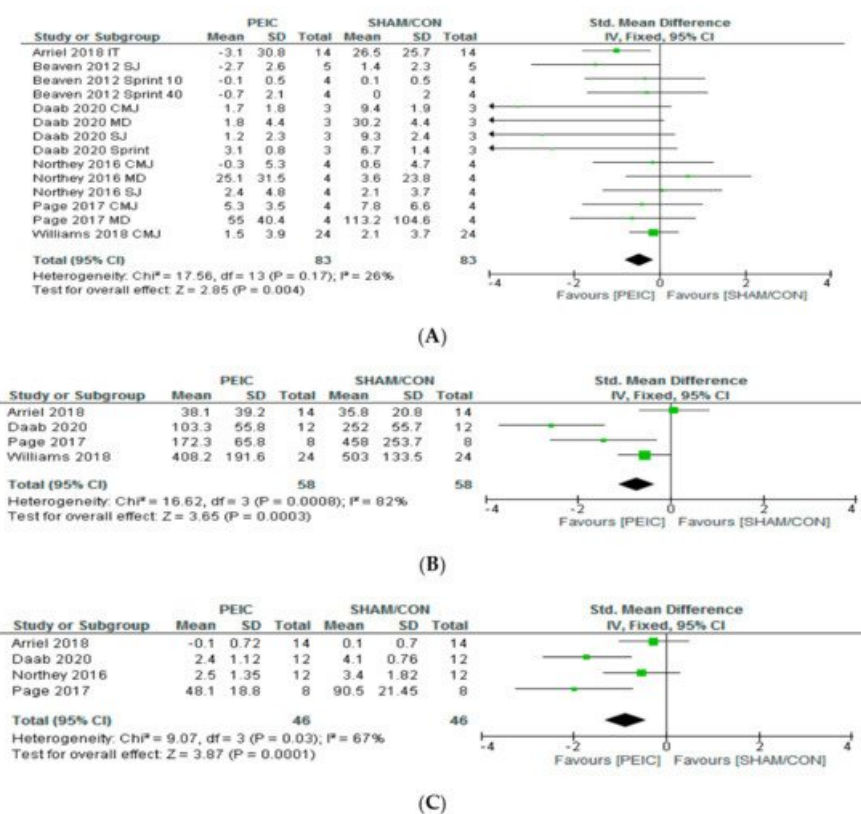 PEIC SHAM/CON Std. Mean Difference
Study or Subgroup Mean SD Total Mean SD Total IV, Fixed, 95% CI
Arriel 2018 IT -3.1 30.8 14 26.5 25.7 14
Beaven 2012 SJ -2.7 2.6 5 1.4 2.3 5
Beaven 2012 Sprint 10 -0.1 0.5 4 0.1 0.5 4
Beaven 2012 Sprint 40 -0.7 2.1 4 0 2 4
Daab 2020 CMJ 1.7 1.8 3 9.4 1.9 3
Daab 2020 MD 1.8 4.4 3 30.2 4.4 3
Daab 2020 SJ 1.2 2.3 3 9.3 2.4 3
Daab 2020 Sprint 3.1 0.8 3 6.7 1.4 3
Northey 2016 CMJ -0.3 5.3 4 0.6 4.7 4
Northey 2016 MD 25.1 31.5 4 3.6 23.8 4
Northey 2016 SJ 2.4 4.8 4 2.1 3.7 4
Page 2017 CMJ 5.3 3.5 4 7.8 6.6 4
Page 2017 MD 55 40.4 4 113.2 104.6 4
Williams 2018 CMJ 1.5 3.9 24 2.1 3.7 24
Total (95% CI) 83 83
Heterogeneity: Chi² = 17.56, df = 13 (P = 0.17); I² = 26%
Test for overall effect: Z = 2.85 (P = 0.004)
-4 -2 0 2 4
Favours [PEIC] Favours [SHAM/CON]
(A)
PEIC SHAM/CON Std. Mean Difference
Study or Subgroup Mean SD Total Mean SD Total IV, Fixed, 95% CI
Arriel 2018 38.1 39.2 14 35.8 20.8 14
Daab 2020 103.3 55.8 12 252 55.7 12
Page 2017 172.3 65.8 8 458 253.7 8
Williams 2018 408.2 191.6 24 503 133.5 24
Total (95% CI) 58 58
Heterogeneity: Chi² = 16.62, df = 3 (P = 0.0008); I² = 82%
Test for overall effect: Z = 3.65 (P = 0.0003)
-4 -2 0 2 4
Favours [PEIC] Favours [SHAM/CON]
(B)
PEIC SHAM/CON Std. Mean Difference
Study or Subgroup Mean SD Total Mean SD Total IV, Fixed, 95% CI
Arriel 2018 -0.1 0.72 14 0.1 0.7 14
Daab 2020 2.4 1.12 12 4.1 0.76 12
Northey 2016 2.5 1.35 12 3.4 1.82 12
Page 2017 48.1 18.8 8 90.5 21.45 8
Total (95% CI) 46 46
Heterogeneity: Chi² = 9.07, df = 3 (P = 0.03); I² = 67%
Test for overall effect: Z = 3.87 (P = 0.0001)
-4 -2 0 2 4
Favours [PEIC] Favours [SHAM/CON]
(C)